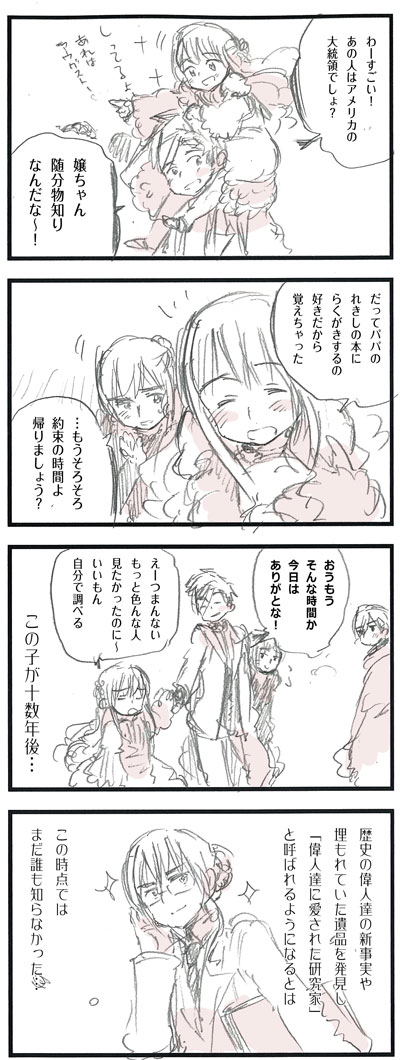 わーすごい！
あの人はアメリカの
大統領でしょ？
しってるよ
あれは
アウグスト…
嬢ちゃん
随分物知り
なんだな～！
だってパパの
れきしの本に
らくがきするの
好きだから
覚えちゃった
…もうそろそろ
約束の時間よ
帰りましょう？
おうもう
そんな時間か
今日は
ありがとな！
えーつまんない
もっと色んな人
見たかったのに～
いいもん
自分で調べる
この子が十数年後…
歴史の偉人達の新事実や
埋もれていた遺品を発見し
「偉人達に愛された研究家」
と呼ばれるようになるとは
この時点では
まだ誰も知らなかった…